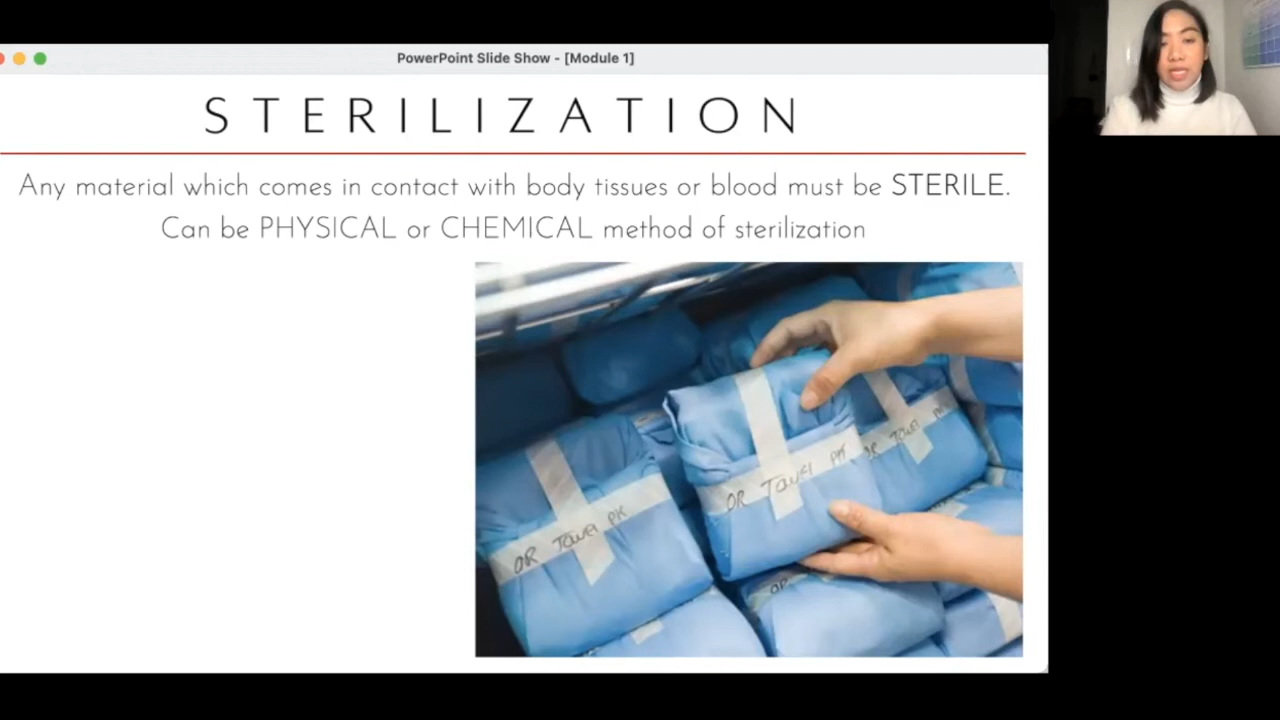 PowerPoint Slide Show - [Module 1]
STERILIZATION
Any material which comes in contact with body tissues or blood must be STERILE.
Can be PHYSICAL or CHEMICAL method of sterilization
OR Towel PK
OR Towel PK
OR Towel PK
OR